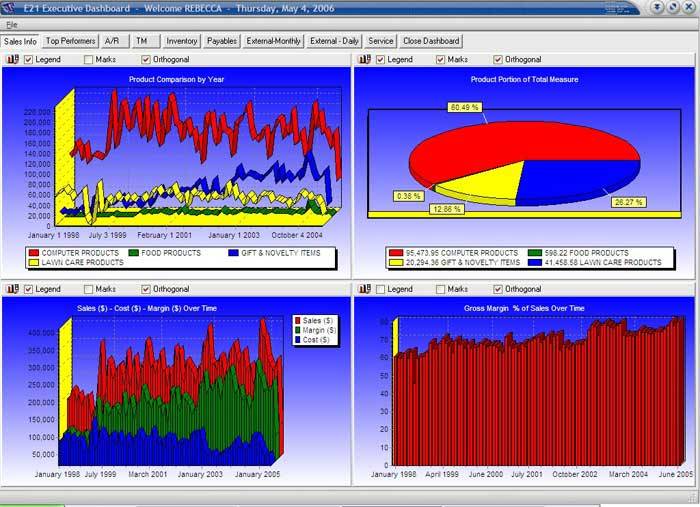 E21 Executive Dashboard - Welcome REBECCA - Thursday, May 4, 2006
File
Sales Info Top Performers A/R TM Inventory Payables External-Monthly External - Daily Service Close Dashboard
Legend Marks Orthogonal
Product Comparison by Year
220,000
200,000
180,000
160,000
140,000
120,000
100,000
80,000
60,000
40,000
20,000
0
January 1 1998 July 3 1999 February 1 2001 January 1 2003 October 4 2004
COMPUTER PRODUCTS FOOD PRODUCTS GIFT & NOVELTY ITEMS
LAWN CARE PRODUCTS
Legend Marks Orthogonal
Product Portion of Total Measure
60.49 %
0.38 %
12.86 %
26.27 %
95,473.95 COMPUTER PRODUCTS 598.22 FOOD PRODUCTS
20,294.36 GIFT & NOVELTY ITEMS 41,458.58 LAWN CARE PRODUCTS
Legend Marks Orthogonal
Sales ($) - Cost ($) - Margin ($) Over Time
Sales ($)
Margin ($)
Cost ($)
400,000
350,000
300,000
250,000
200,000
150,000
100,000
50,000
January 1998 July 1999 March 2001 January 2003 January 2005
Legend Marks Orthogonal
Gross Margin % of Sales Over Time
80
70
60
50
40
30
20
10
0
January 1998 April 1999 June 2000 July 2001 October 2002 March 2004 June 2005